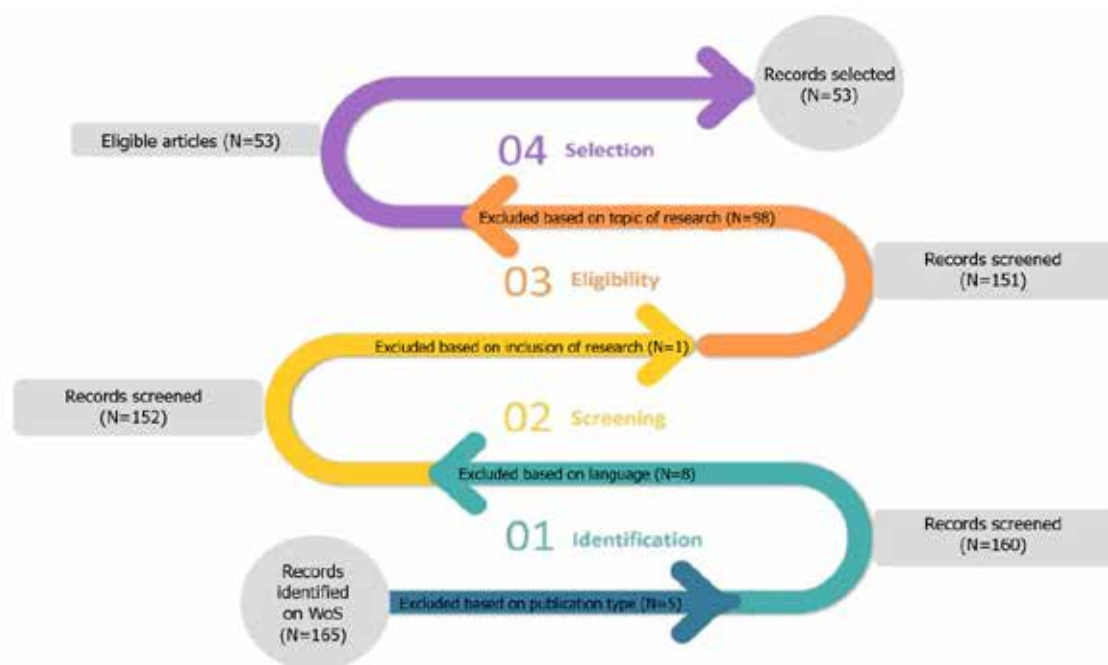 Records selected
(N=53)
Eligible articles (N=53)
04 Selection
Excluded based on topic of research (N=98)
Records screened
(N=151)
03 Eligibility
Excluded based on inclusion of research (N=1)
Records screened
(N=152)
02 Screening
Excluded based on language (N=8)
Records screened
(N=160)
01 Identification
Records
identified
on WoS
(N=165)
Excluded based on publication type (N=5)